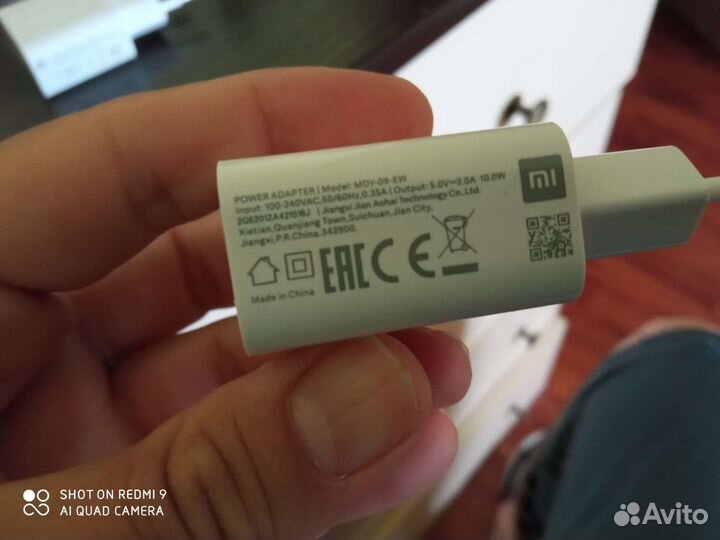 POWER ADAPTER | Model: MDY-09-EW
Input: 100-240VAC,50/60Hz,0.35A | Output: 5.0V⎓2.0A 10.0W
2G82012A421516J | Jiangxi Jian Aohai Technology Co.,Ltd.
Xietian,Quanjiang Town,Suichuan,Jian City,
Jiangxi,P.R.China.343900.
mi
EAC CE
Made in China
SHOT ON REDMI 9
AI QUAD CAMERA
Avito